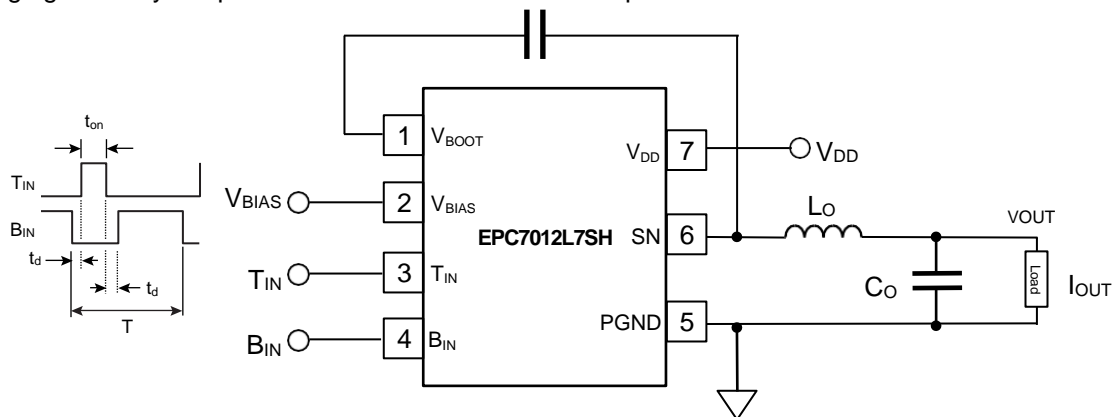 ton
TIN
BIN
td
td
T
1 VBOOT
VDD 7 VDD
VBIAS 2 VBIAS
EPC7012L7SH
SN 6
LO
VOUT
TIN 3 TIN
CO
Load
IOUT
PGND 5
BIN 4 BIN